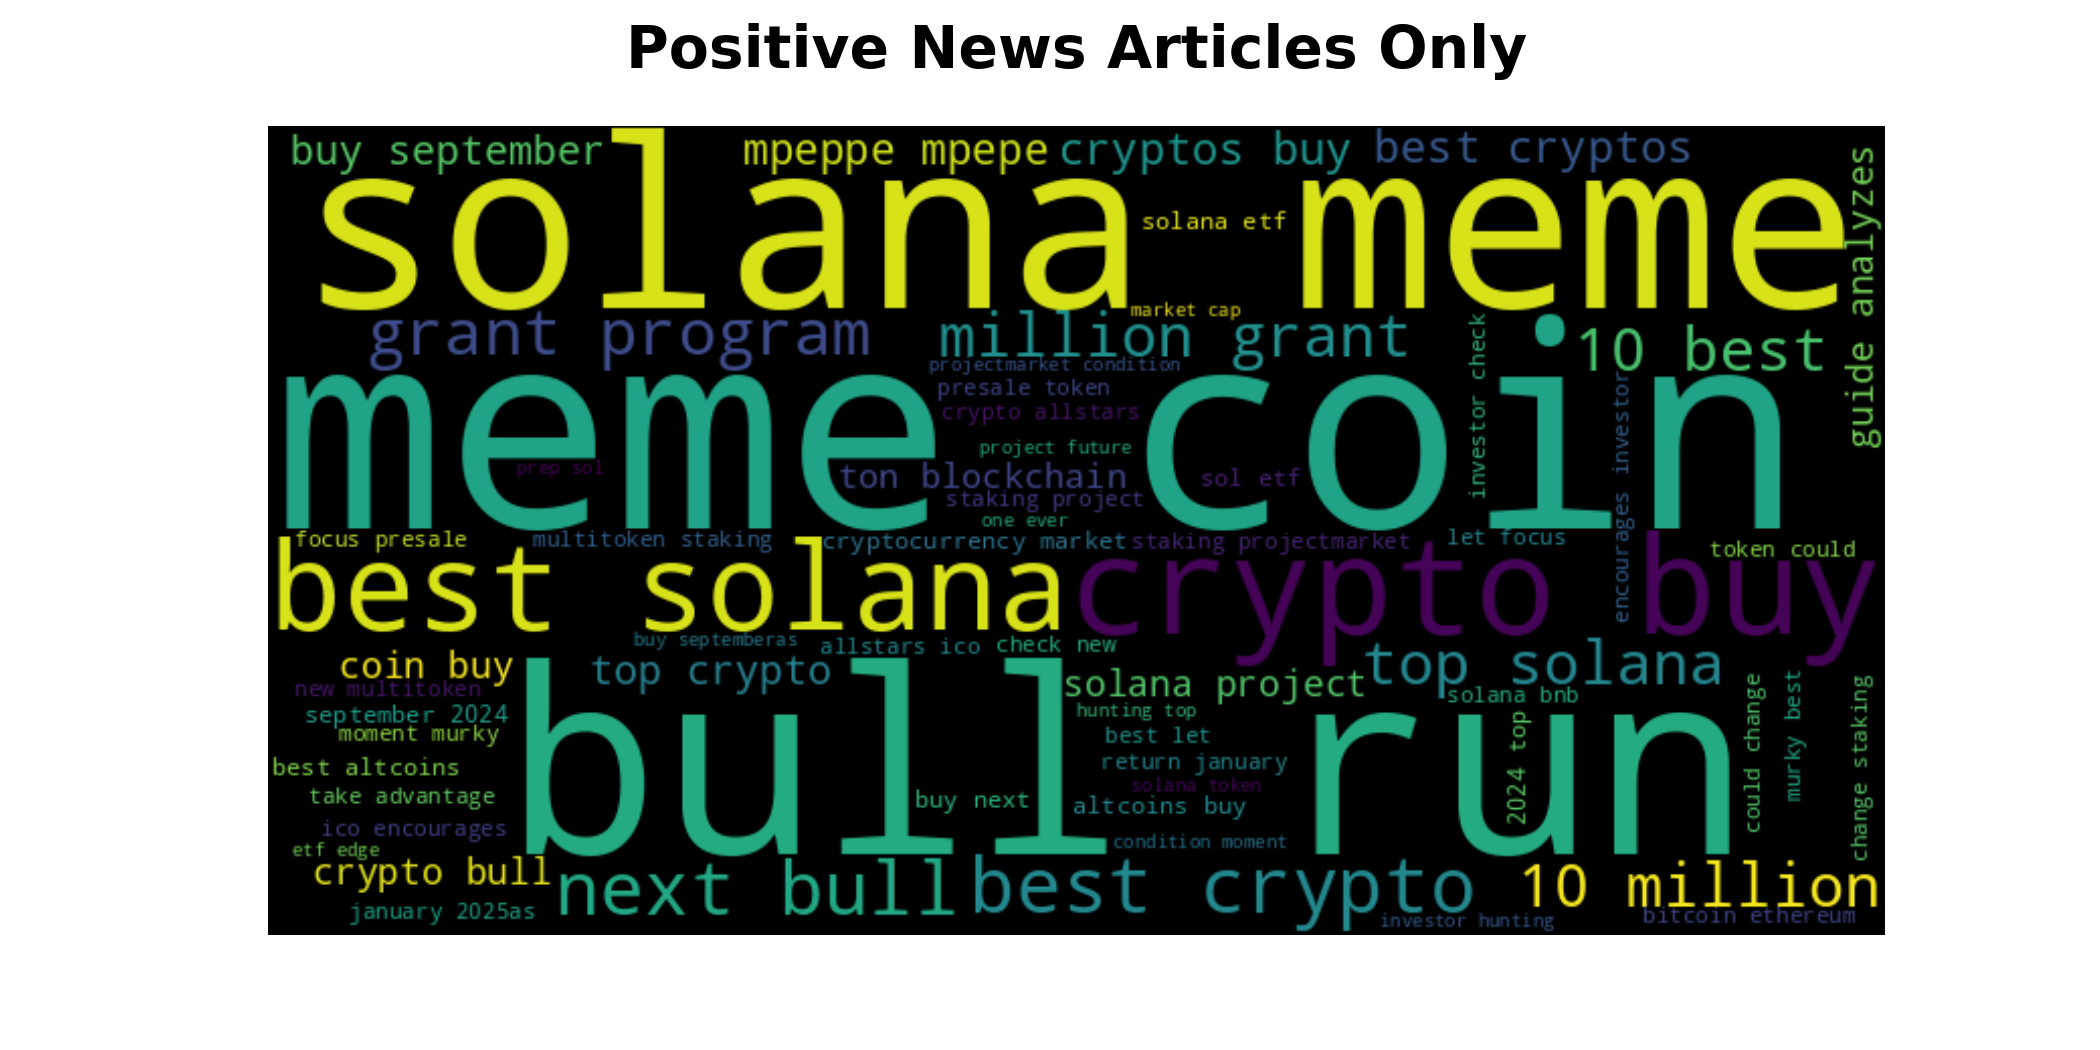 Positive News Articles Only
buy september
mpeppe mpepe
cryptos buy
best cryptos
solana meme
solana etf
guide analyzes
market cap
grant program
million grant
10 best
projectmarket condition
presale token
crypto allstars
meme coin
investor check
encourages investor
project future
prep sol
ton blockchain
sol etf
staking project
one ever
focus presale
multitoken staking
cryptocurrency market
staking projectmarket
let focus
token could
best solana
crypto buy
buy septemberas
allstars ico
check new
coin buy
top crypto
solana project
top solana
new multitoken
solana bnb
september 2024
hunting top
moment murky
bull run
best let
2024 top
could change
murky best
change staking
best altcoins
return january
solana token
take advantage
buy next
altcoins buy
ico encourages
condition moment
etf edge
crypto bull
next bull
best crypto
10 million
january 2025as
investor hunting
bitcoin ethereum